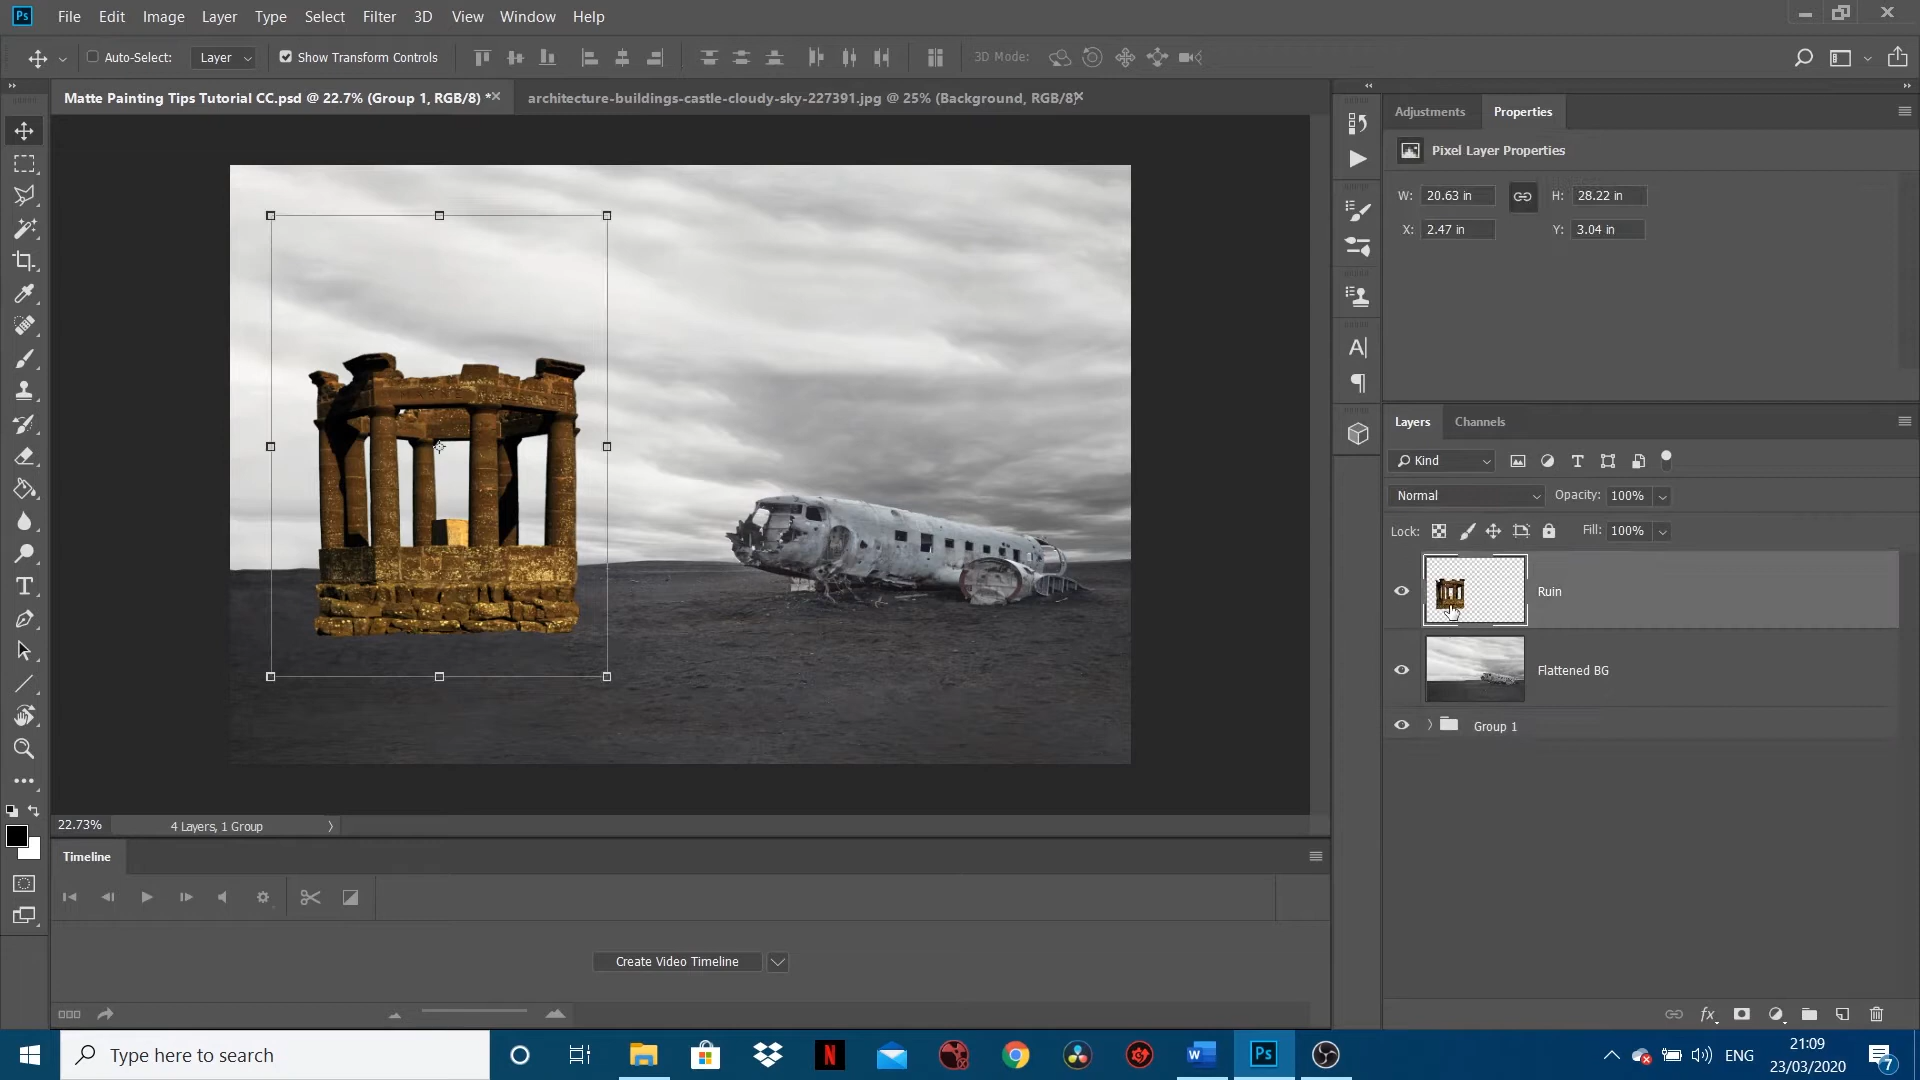 Ps File Edit Image Layer Type Select Filter 3D View Window Help
Auto-Select: Layer Show Transform Controls 3D Mode:
Matte Painting Tips Tutorial CC.psd @ 22.7% (Group 1, RGB/8) * architecture-buildings-castle-cloudy-sky-227391.jpg @ 25% (Background, RGB/8)
Adjustments Properties
Pixel Layer Properties
W: 20.63 in H: 28.22 in
X: 2.47 in Y: 3.04 in
Layers Channels
Kind
Normal Opacity: 100%
Lock: Fill: 100%
Ruin
Flattened BG
Group 1
22.73% 4 Layers, 1 Group
Timeline
Create Video Timeline
Type here to search
N
W
Ps
ENG
21:09
23/03/2020
7